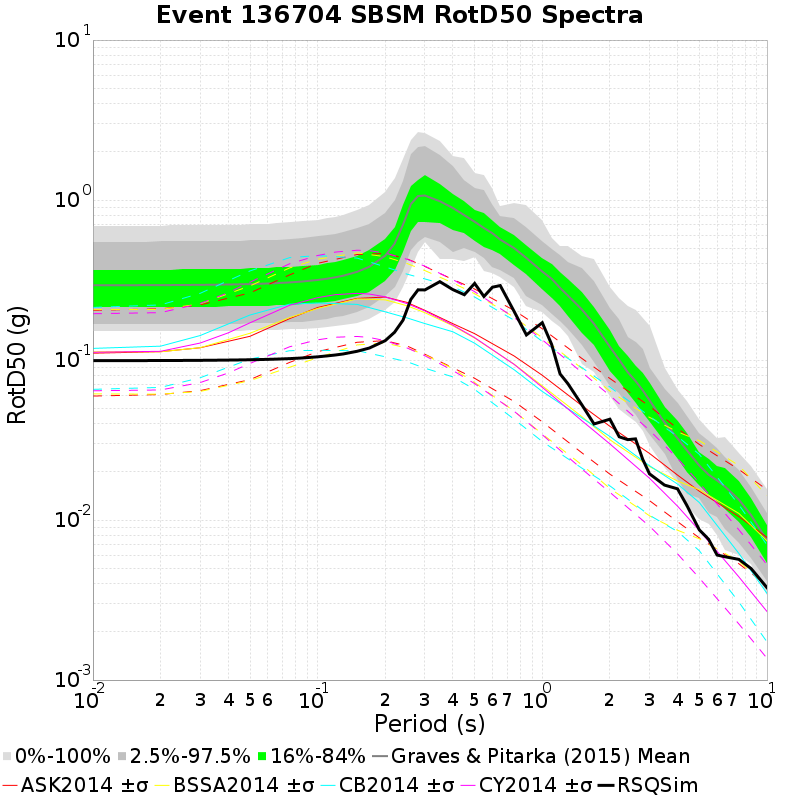 Event 136704 SBSM RotD50 Spectra
10^1
10^0
10^-1
10^-2
10^-3
RotD50 (g)
10^-2 2 3 4 5 6 10^-1 2 3 4 5 6 7 10^0 2 3 4 5 6 7 10^1
Period (s)
0%-100% 2.5%-97.5% 16%-84% Graves & Pitarka (2015) Mean
ASK2014 ±σ BSSA2014 ±σ CB2014 ±σ CY2014 ±σ RSQSim